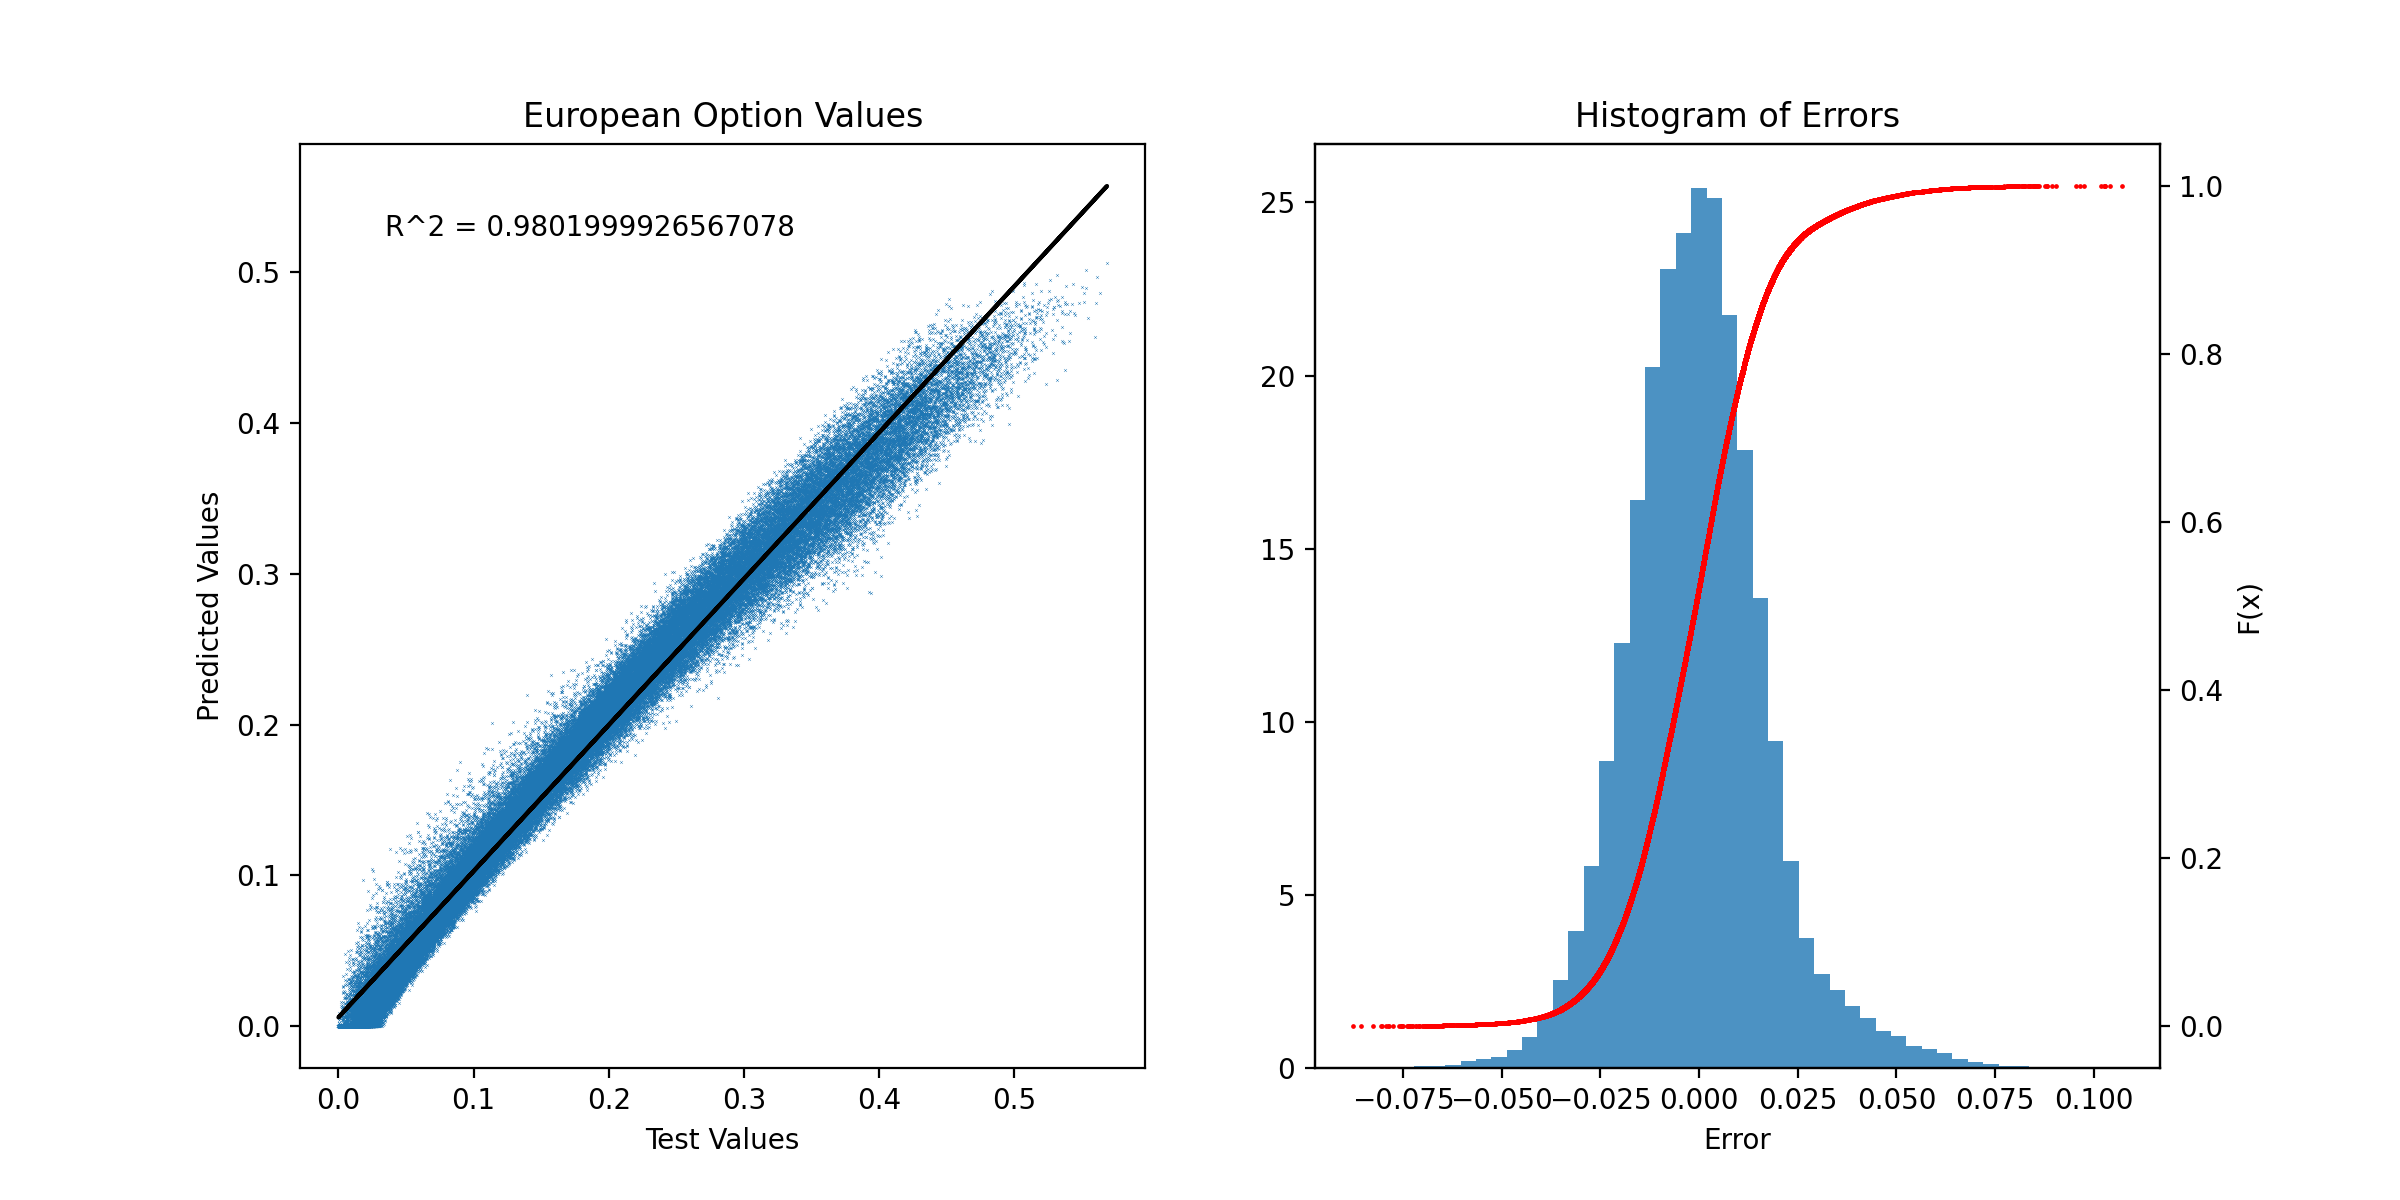 European Option Values
R^2 = 0.9801999926567078
Predicted Values
0.5
0.4
0.3
0.2
0.1
0.0
0.0 0.1 0.2 0.3 0.4 0.5
Test Values
Histogram of Errors
25
20
15
10
5
0
1.0
0.8
0.6
0.4
0.2
0.0
F(x)
−0.075 −0.050 −0.025 0.000 0.025 0.050 0.075 0.100
Error